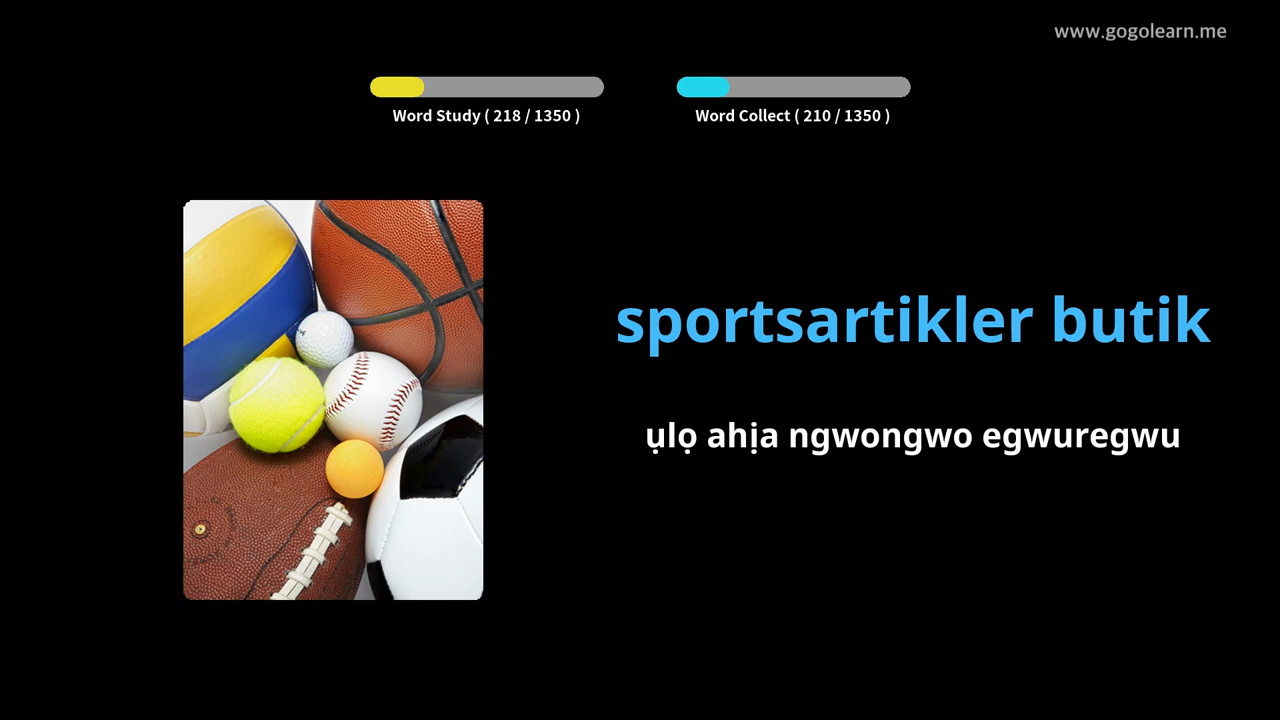 www.gogolearn.me
Word Study ( 218 / 1350 )
Word Collect ( 210 / 1350 )
sportsartikler butik
ụlọ ahịa ngwongwo egwuregwu